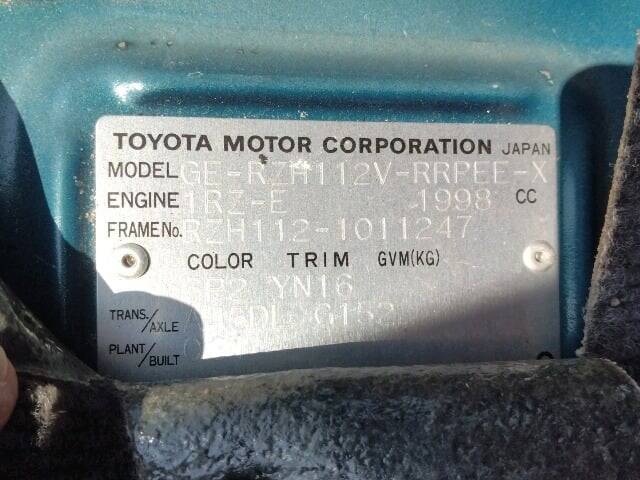 TOYOTA MOTOR CORPORATION JAPAN
MODEL GE-RZH112V-RRPEE-X
ENGINE 1RZ-E 1998 CC
FRAME No. RZH112-1011247
COLOR TRIM GVM(KG)
YN16
TRANS./AXLE G152
PLANT/BUILT